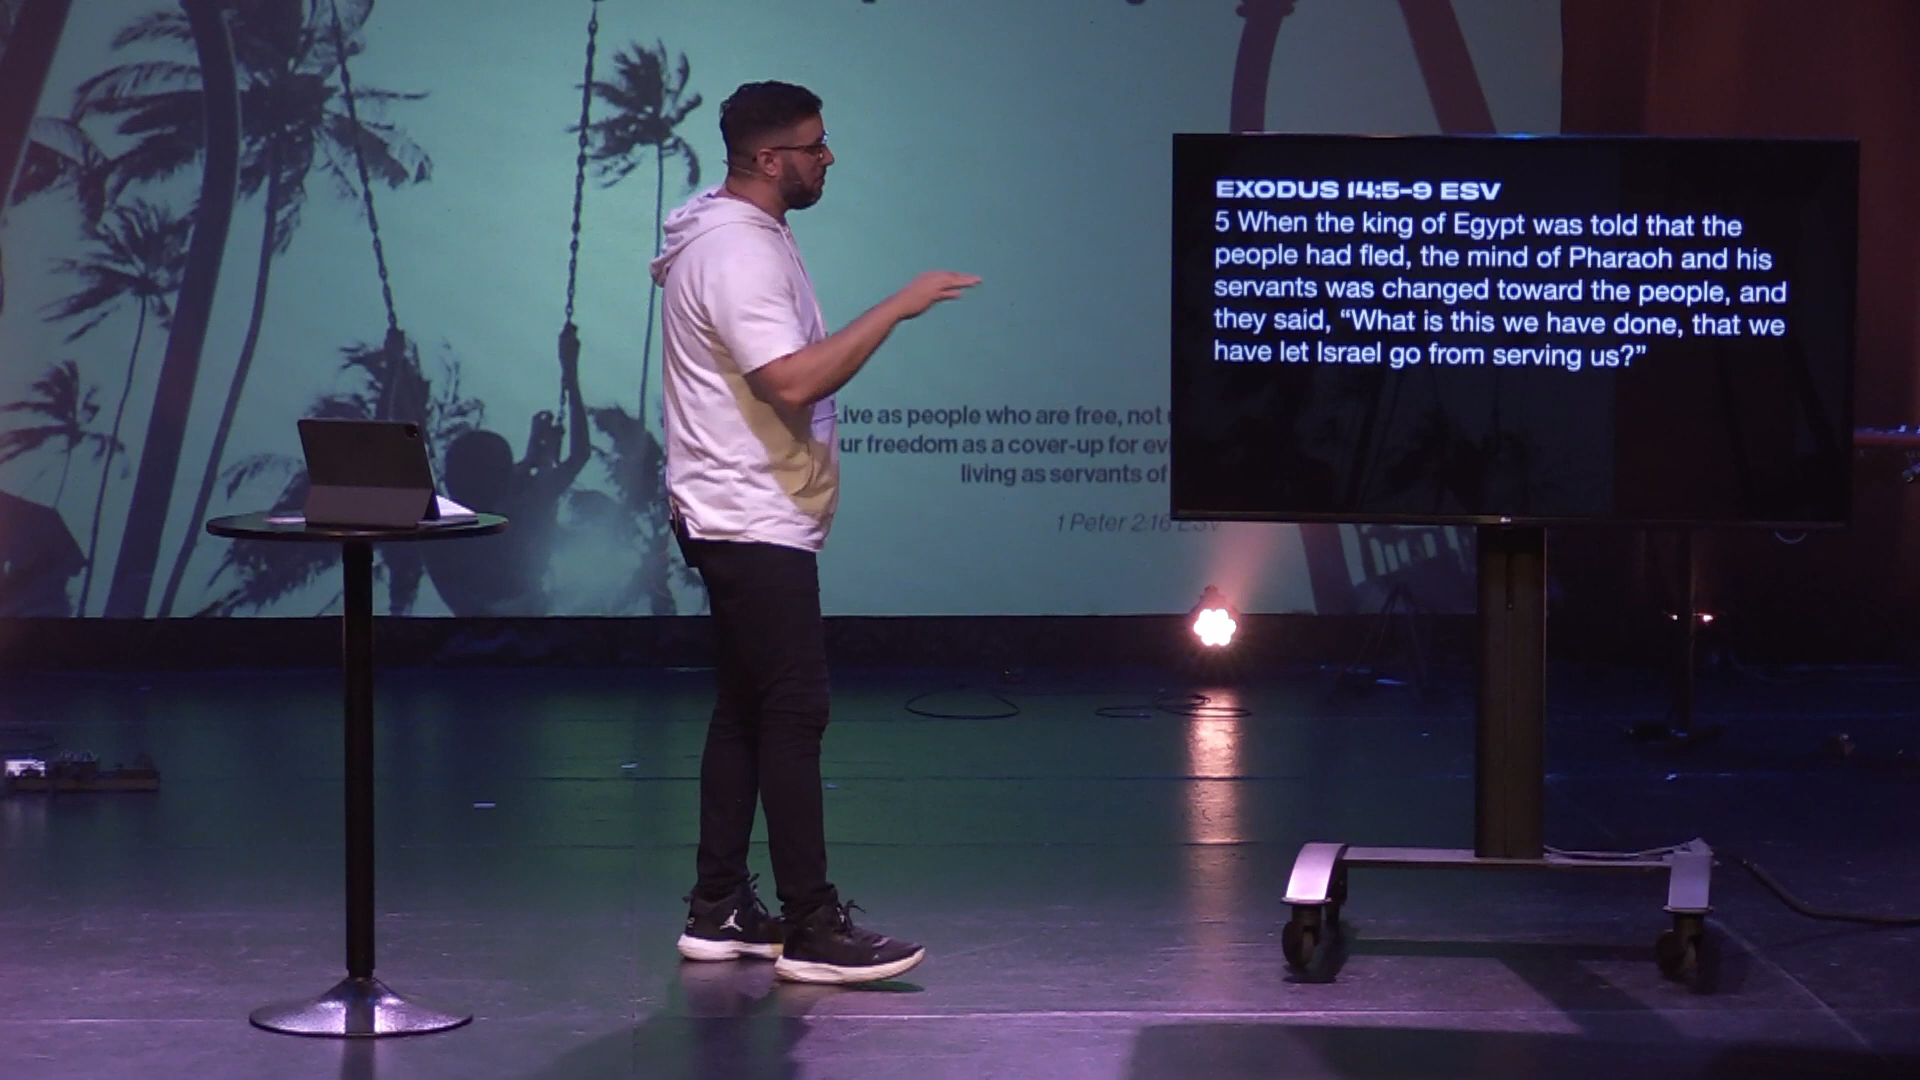 EXODUS 14:5-9 ESV
5 When the king of Egypt was told that the
people had fled, the mind of Pharaoh and his
servants was changed toward the people, and
they said, “What is this we have done, that we
have let Israel go from serving us?”
Live as people who are free, not
ur freedom as a cover-up for ev
living as servants of
1 Peter 2:16 ESV